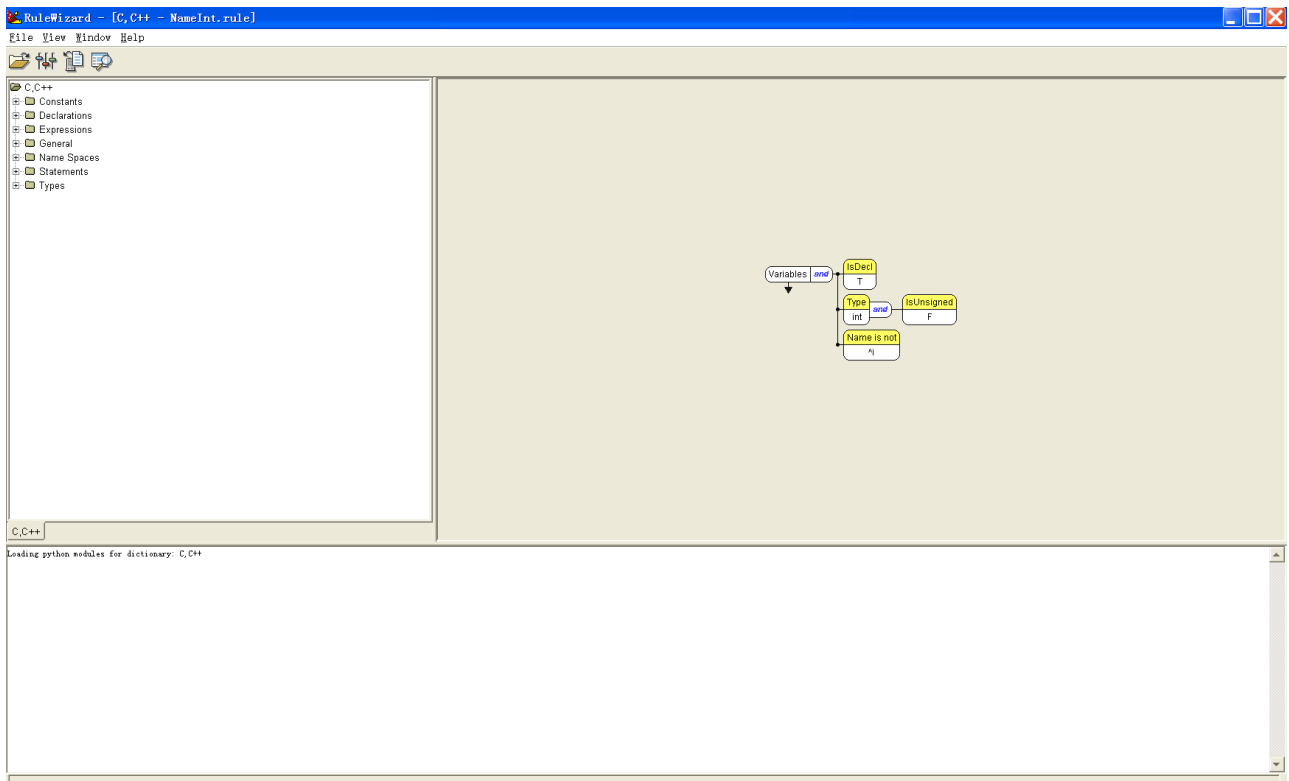 RuleWizard - [C,C++ - NameInt.rule]
File View Window Help
C,C++
Constants
Declarations
Expressions
General
Name Spaces
Statements
Types
Variables and
IsDecl
T
Type and IsUnsigned
int F
Name is not
^i
C,C++
Loading python modules for dictionary: C,C++